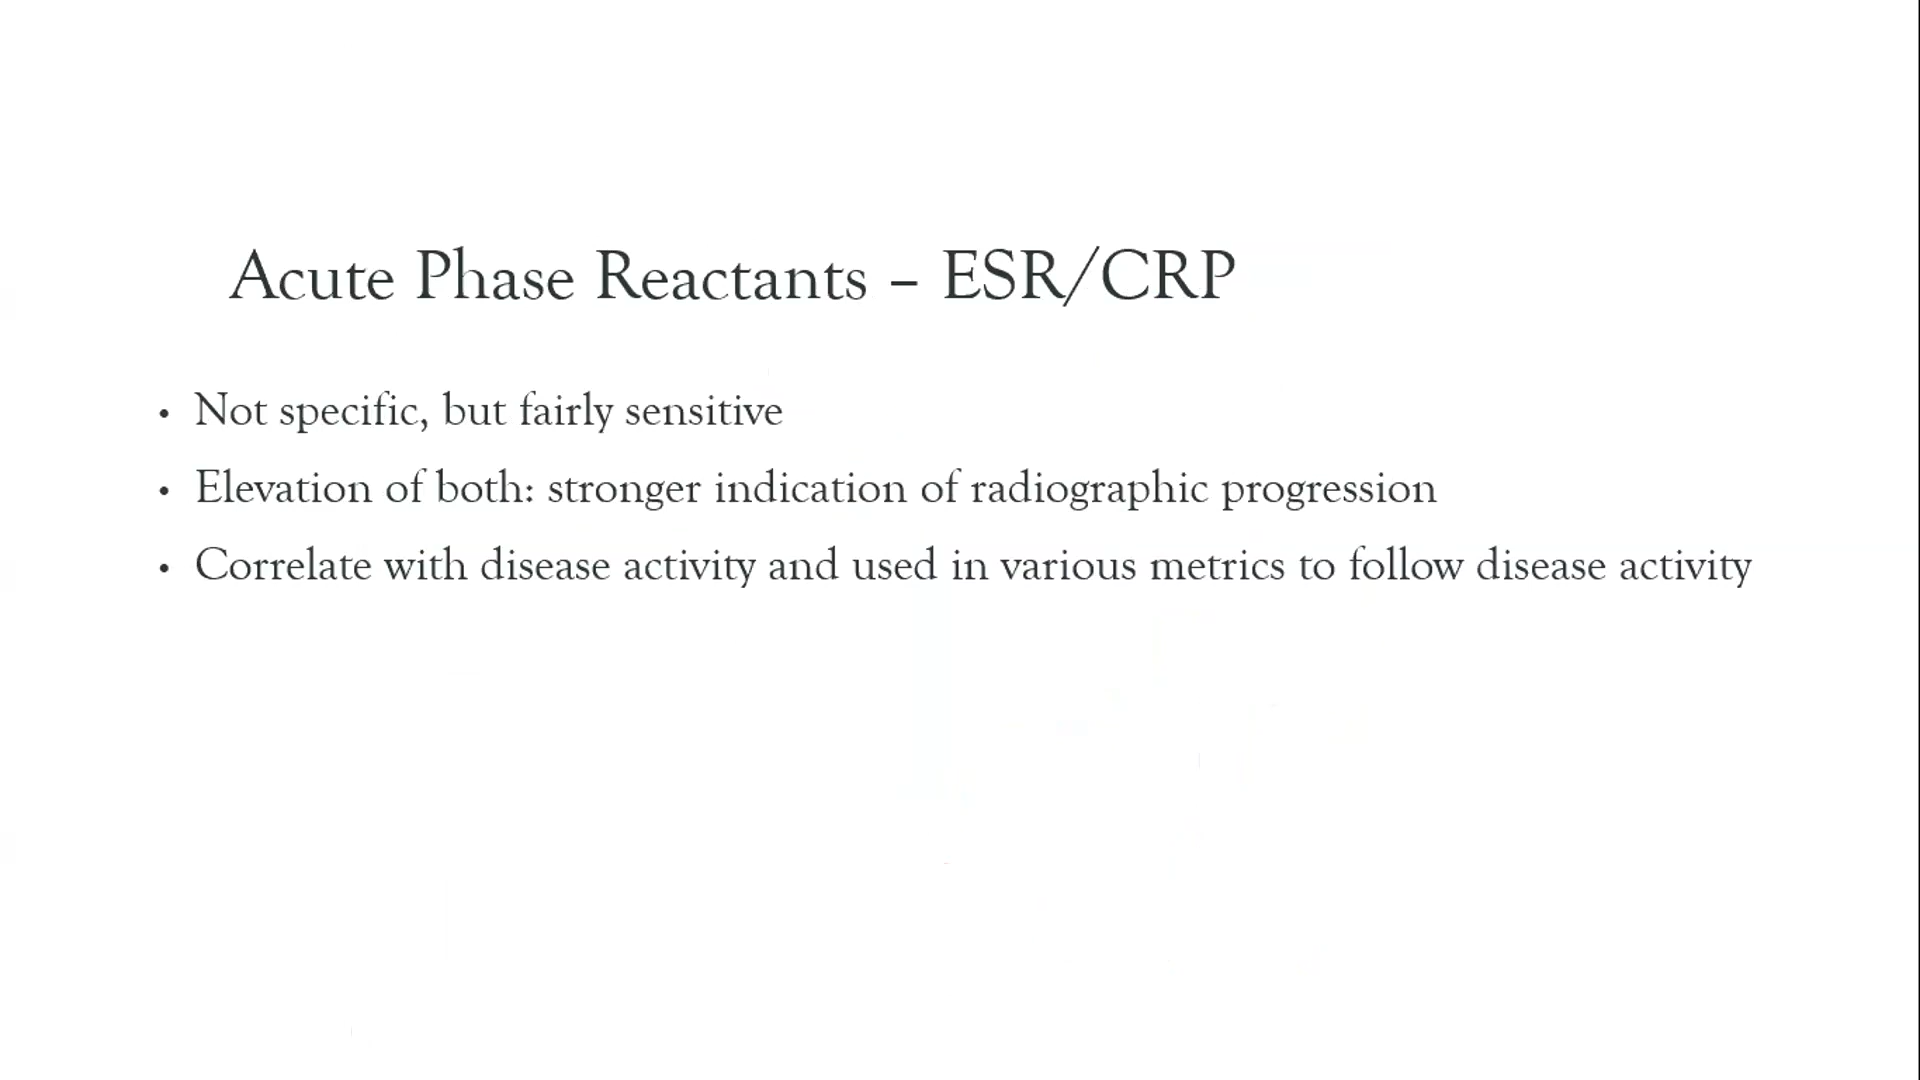 Acute Phase Reactants – ESR/CRP
• Not specific, but fairly sensitive
• Elevation of both: stronger indication of radiographic progression
• Correlate with disease activity and used in various metrics to follow disease activity